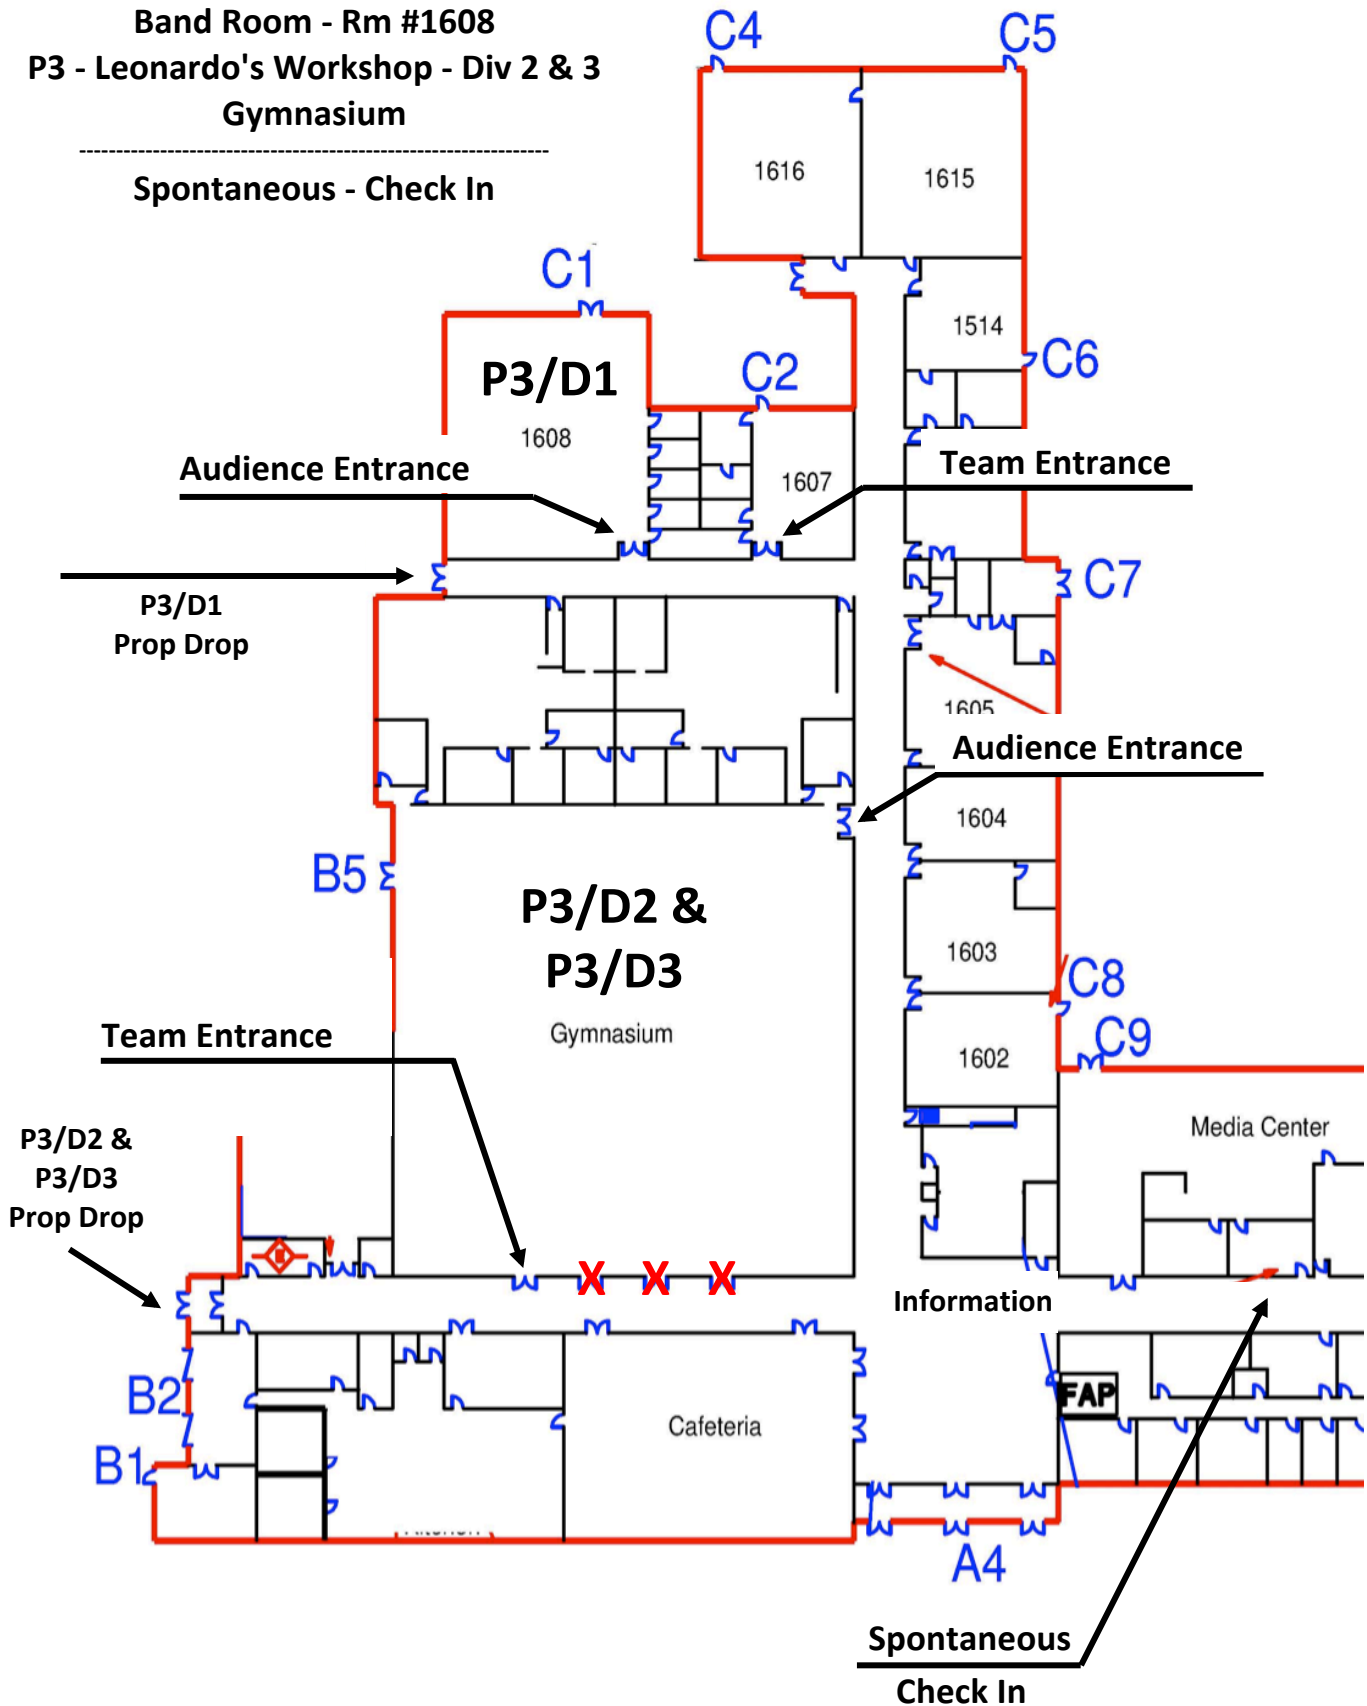 Band Room - Rm #1608
P3 - Leonardo's Workshop - Div 2 & 3
Gymnasium
Spontaneous - Check In
C4
C5
1616
1615
C1
1514
C6
P3/D1
C2
1608
Audience Entrance
Team Entrance
1607
P3/D1
Prop Drop
C7
1605
Audience Entrance
1604
B5
P3/D2 &
P3/D3
1603
C8
Gymnasium
Team Entrance
1602
C9
Media Center
P3/D2 &
P3/D3
Prop Drop
X X X
Information
B2
FAP
Cafeteria
B1
A4
Spontaneous
Check In